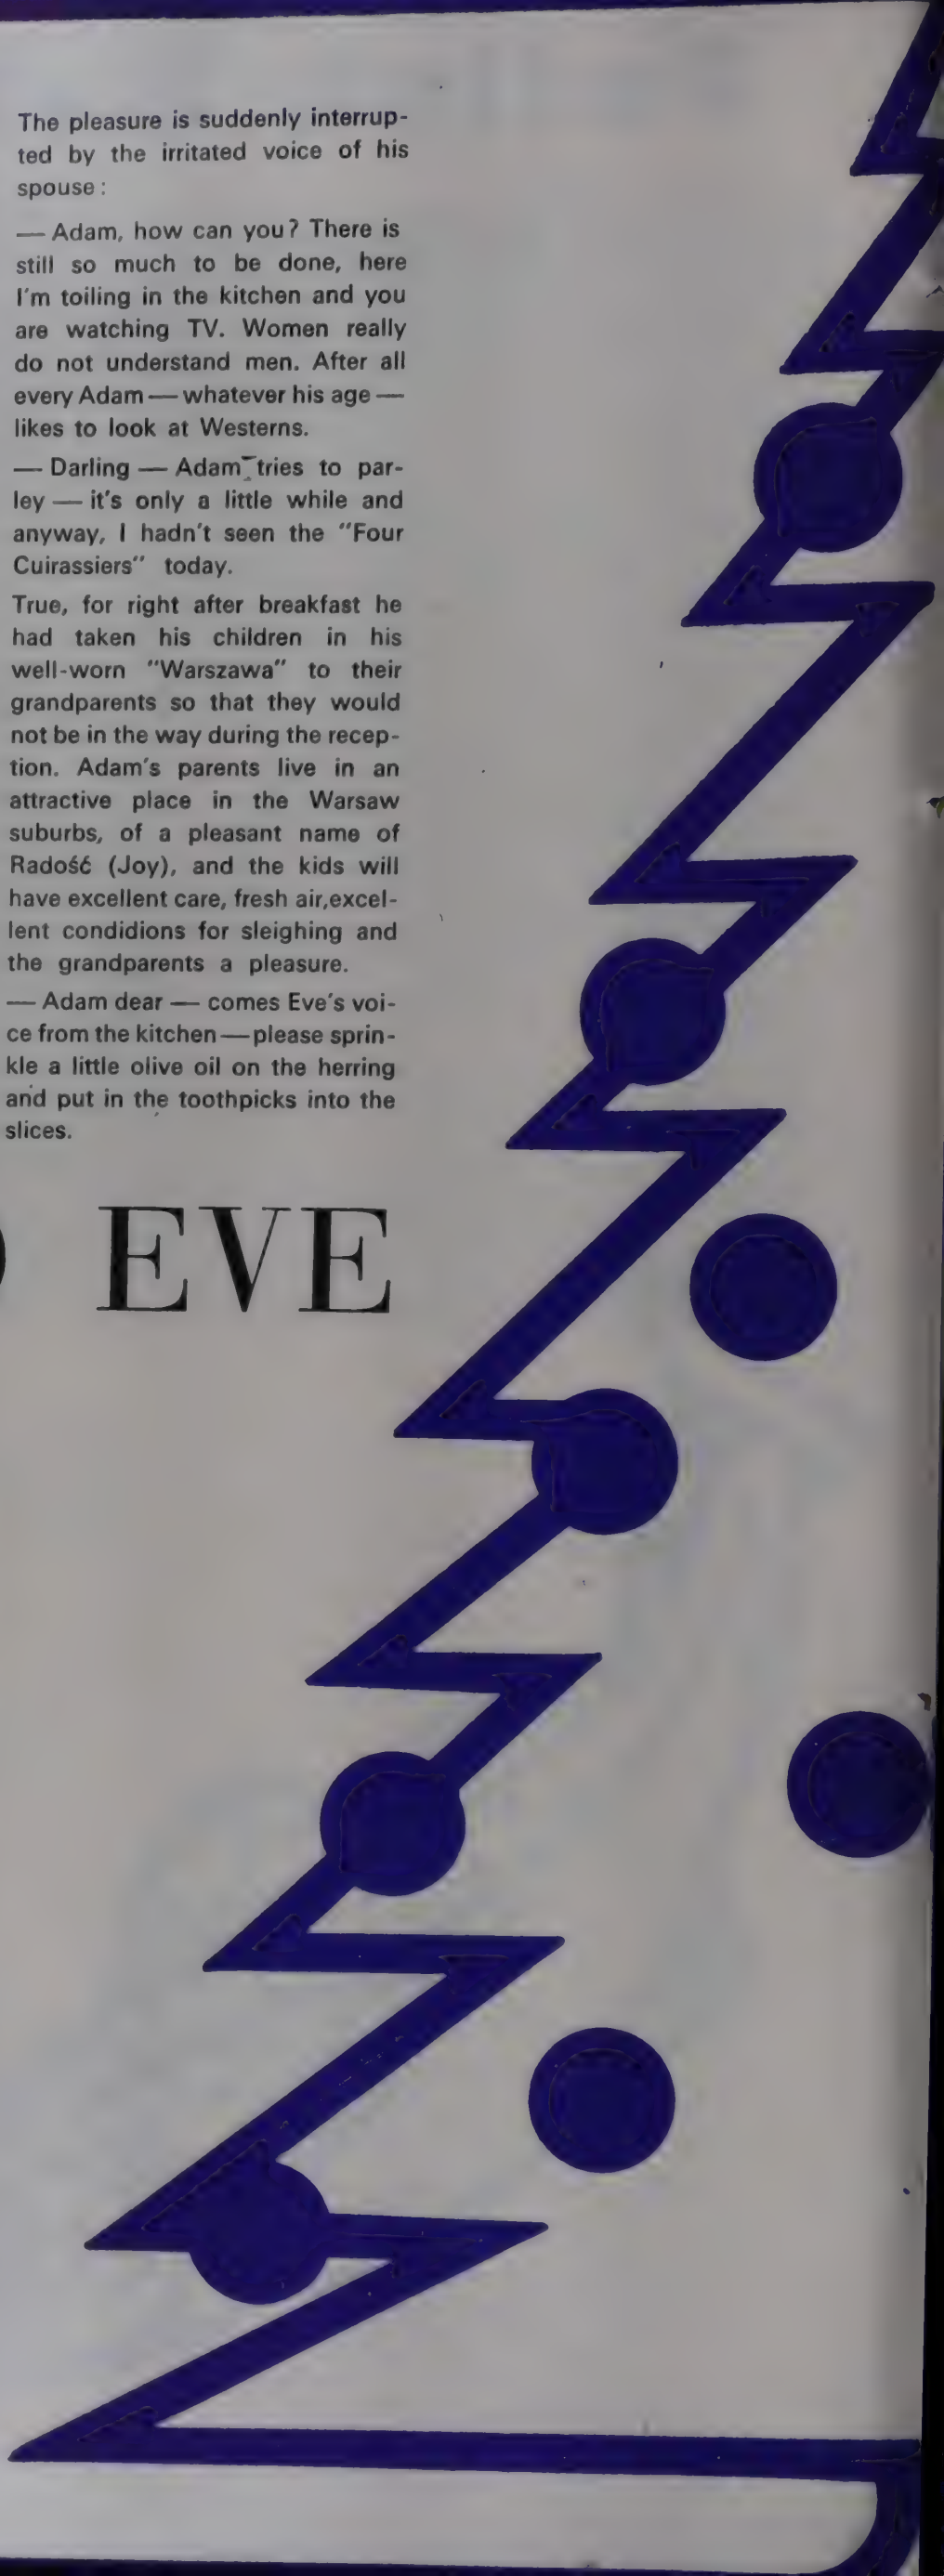 The pleasure is suddenly interrup-
ted by the irritated voice of his
spouse:
— Adam, how can you? There is
still so much to be done, here
I'm toiling in the kitchen and you
are watching TV. Women really
do not understand men. After all
every Adam — whatever his age —
likes to look at Westerns.
— Darling — Adam tries to par-
ley — it's only a little while and
anyway, I hadn't seen the "Four
Cuirassiers" today.
True, for right after breakfast he
had taken his children in his
well-worn "Warszawa" to their
grandparents so that they would
not be in the way during the recep-
tion. Adam's parents live in an
attractive place in the Warsaw
suburbs, of a pleasant name of
Radość (Joy), and the kids will
have excellent care, fresh air,excel-
lent condidions for sleighing and
the grandparents a pleasure.
— Adam dear — comes Eve's voi-
ce from the kitchen — please sprin-
kle a little olive oil on the herring
and put in the toothpicks into the
slices.
EVE